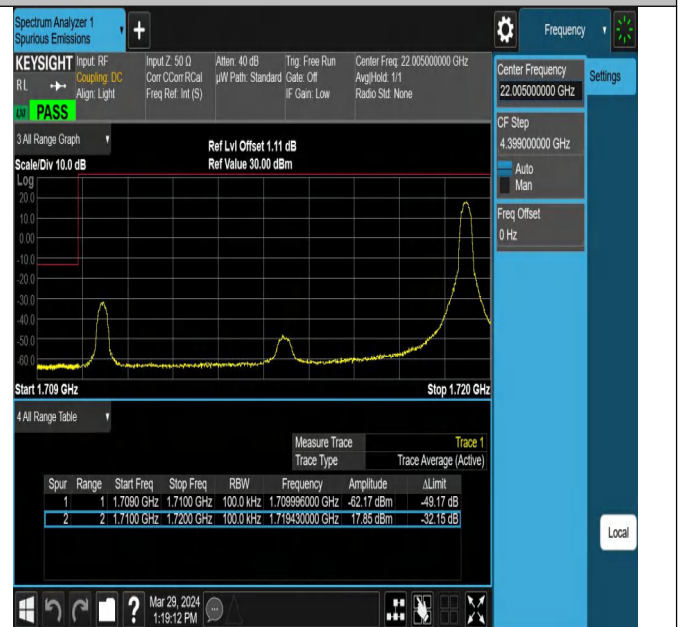 Spectrum Analyzer 1
Spurious Emissions
+
Frequency
KEYSIGHT Input: RF Input Z: 50 Ω Atten: 40 dB Trig: Free Run Center Freq: 22.005000000 GHz
RL Coupling: DC Corr CCorr RCal µW Path: Standard Gate: Off Avg|Hold: 1/1
Align: Light Freq Ref: Int (S) IF Gain: Low Radio Std: None
PASS
Center Frequency
22.005000000 GHz
Settings
CF Step
4.399000000 GHz
Auto
Man
Freq Offset
0 Hz
3 All Range Graph
Ref Lvl Offset 1.11 dB
Scale/Div 10.0 dB Ref Value 30.00 dBm
Log
20.0
10.0
0.00
-10.0
-20.0
-30.0
-40.0
-50.0
-60.0
Start 1.709 GHz Stop 1.720 GHz
4 All Range Table
Measure Trace Trace 1
Trace Type Trace Average (Active)
Spur Range Start Freq Stop Freq RBW Frequency Amplitude ΔLimit
1 1 1.7090 GHz 1.7100 GHz 100.0 kHz 1.709996000 GHz -62.17 dBm -49.17 dB
2 2 1.7100 GHz 1.7200 GHz 100.0 kHz 1.719430000 GHz 17.85 dBm -32.15 dB
Local
? Mar 29, 2024
1:19:12 PM